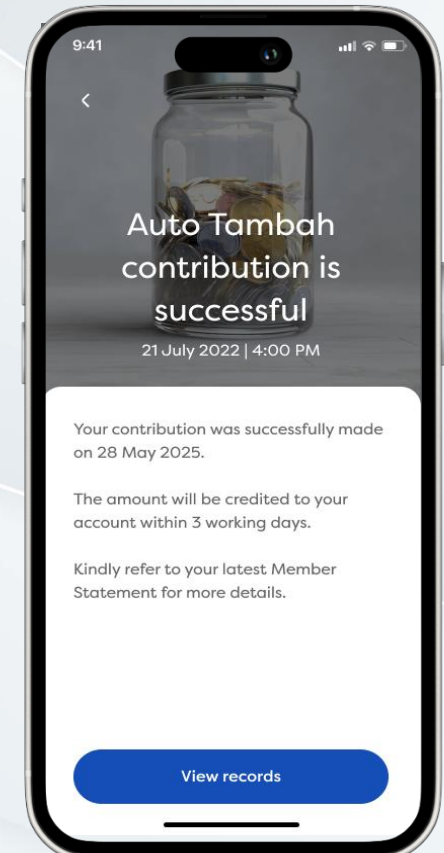 9:41
Auto Tambah
contribution is
successful
21 July 2022 | 4:00 PM
Your contribution was successfully made
on 28 May 2025.
The amount will be credited to your
account within 3 working days.
Kindly refer to your latest Member
Statement for more details.
View records